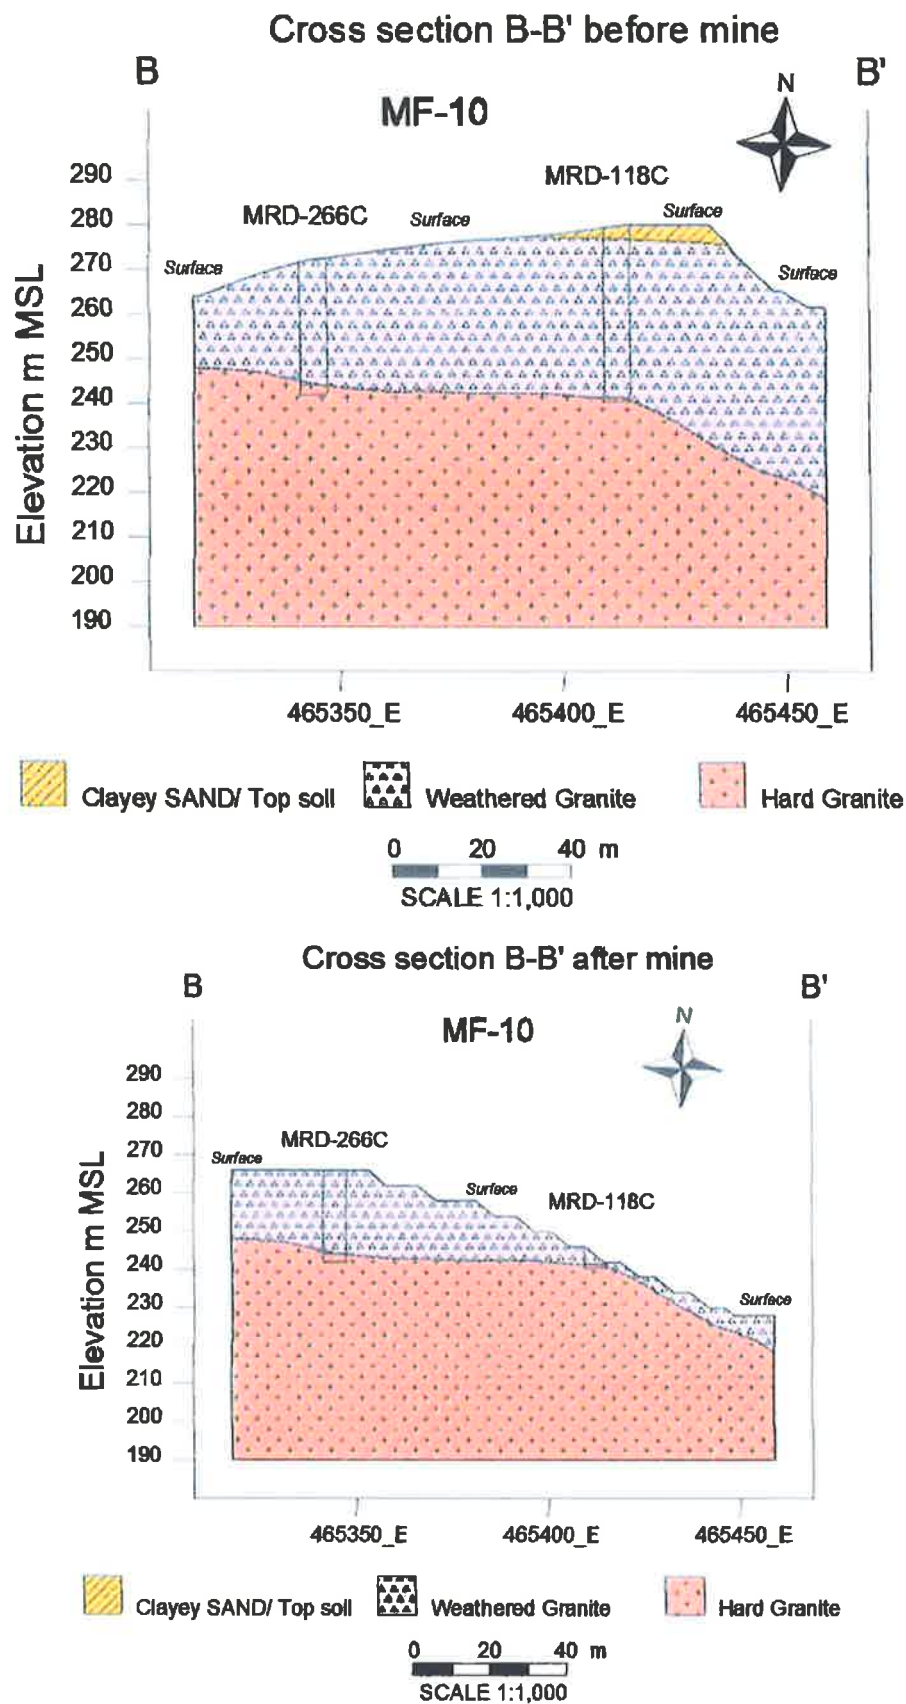 Cross section B-B' before mine
B B'
MF-10
N
290
MRD-118C
280 MRD-266C Surface Surface
270 Surface Surface
260
250
240
230
220
210
200
190
Elevation m MSL
465350_E 465400_E 465450_E
Clayey SAND/ Top soil Weathered Granite Hard Granite
0 20 40 m
SCALE 1:1,000
Cross section B-B' after mine
B B'
MF-10
N
290
280
MRD-266C
270 Surface
260 Surface MRD-118C
250
240
230 Surface
220
210
200
190
Elevation m MSL
465350_E 465400_E 465450_E
Clayey SAND/ Top soil Weathered Granite Hard Granite
0 20 40 m
SCALE 1:1,000